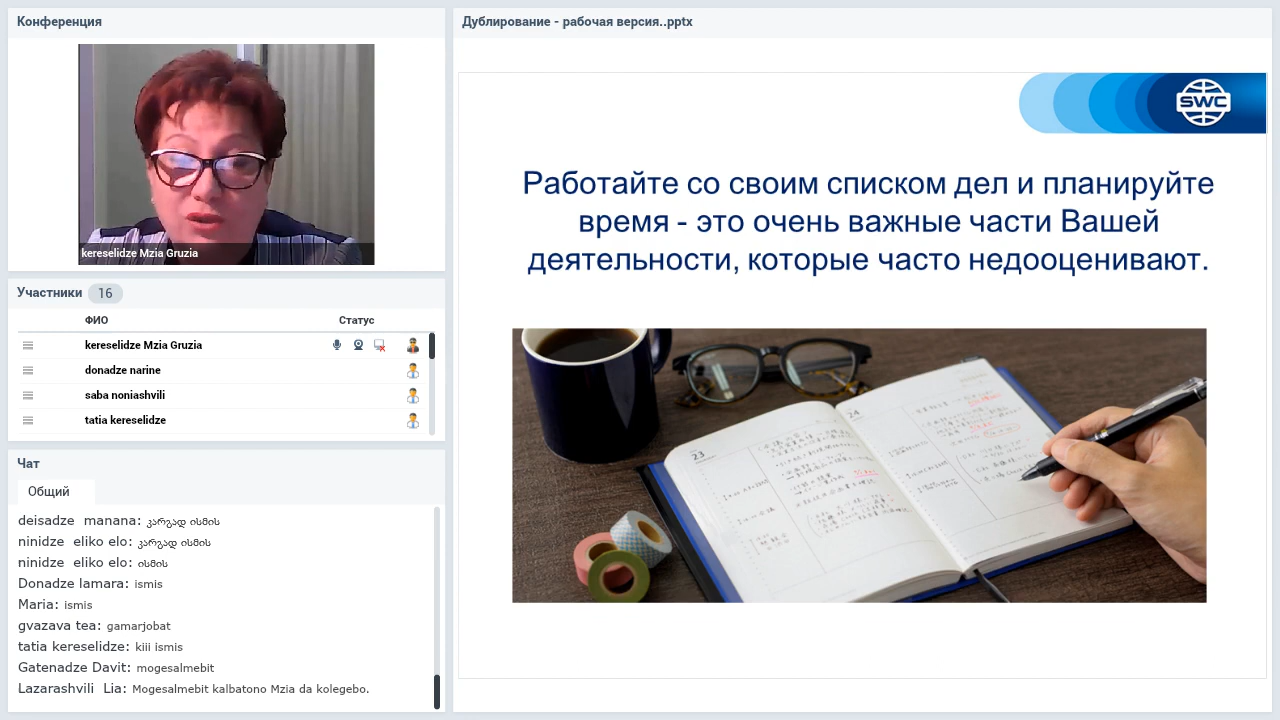 Конференция
kereselidze Mzia Gruzia
Участники 16
ФИО Статус
kereselidze Mzia Gruzia
donadze narine
saba noniashvili
tatia kereselidze
Чат
Общий
deisadze manana: კარგად ისმის
ninidze eliko elo: კარგად ისმის
ninidze eliko elo: ისმის
Donadze lamara: ismis
Maria: ismis
gvazava tea: gamarjobat
tatia kereselidze: kiii ismis
Gatenadze Davit: mogesalmebit
Lazarashvili Lia: Mogesalmebit kalbatono Mzia da kolegebo.
Дублирование - рабочая версия..pptx
SWC
Работайте со своим списком дел и планируйте
время - это очень важные части Вашей
деятельности, которые часто недооценивают.
23
24